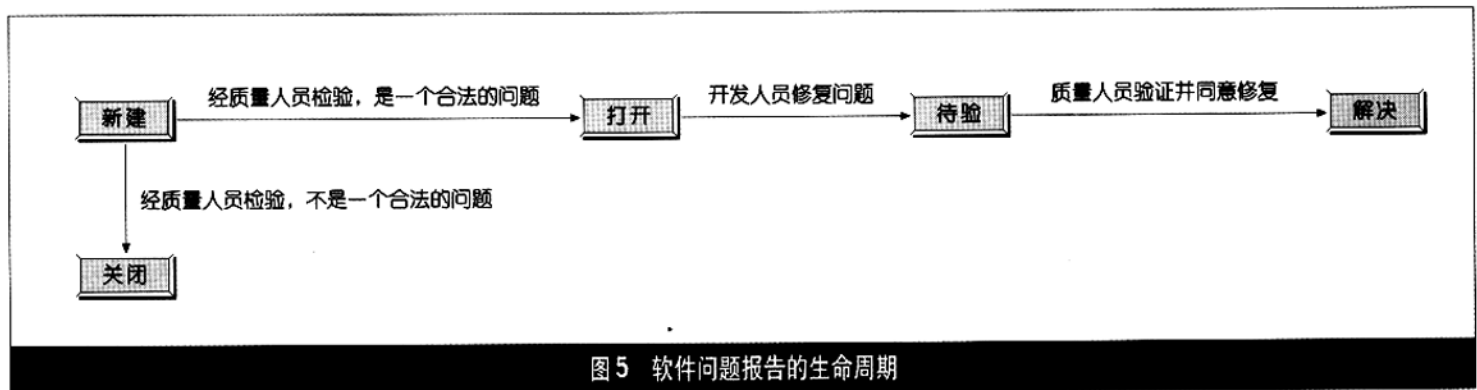 经质量人员检验，是一个合法的问题
开发人员修复问题
质量人员验证并同意修复
新建
打开
待验
解决
经质量人员检验，不是一个合法的问题
关闭
图5 软件问题报告的生命周期